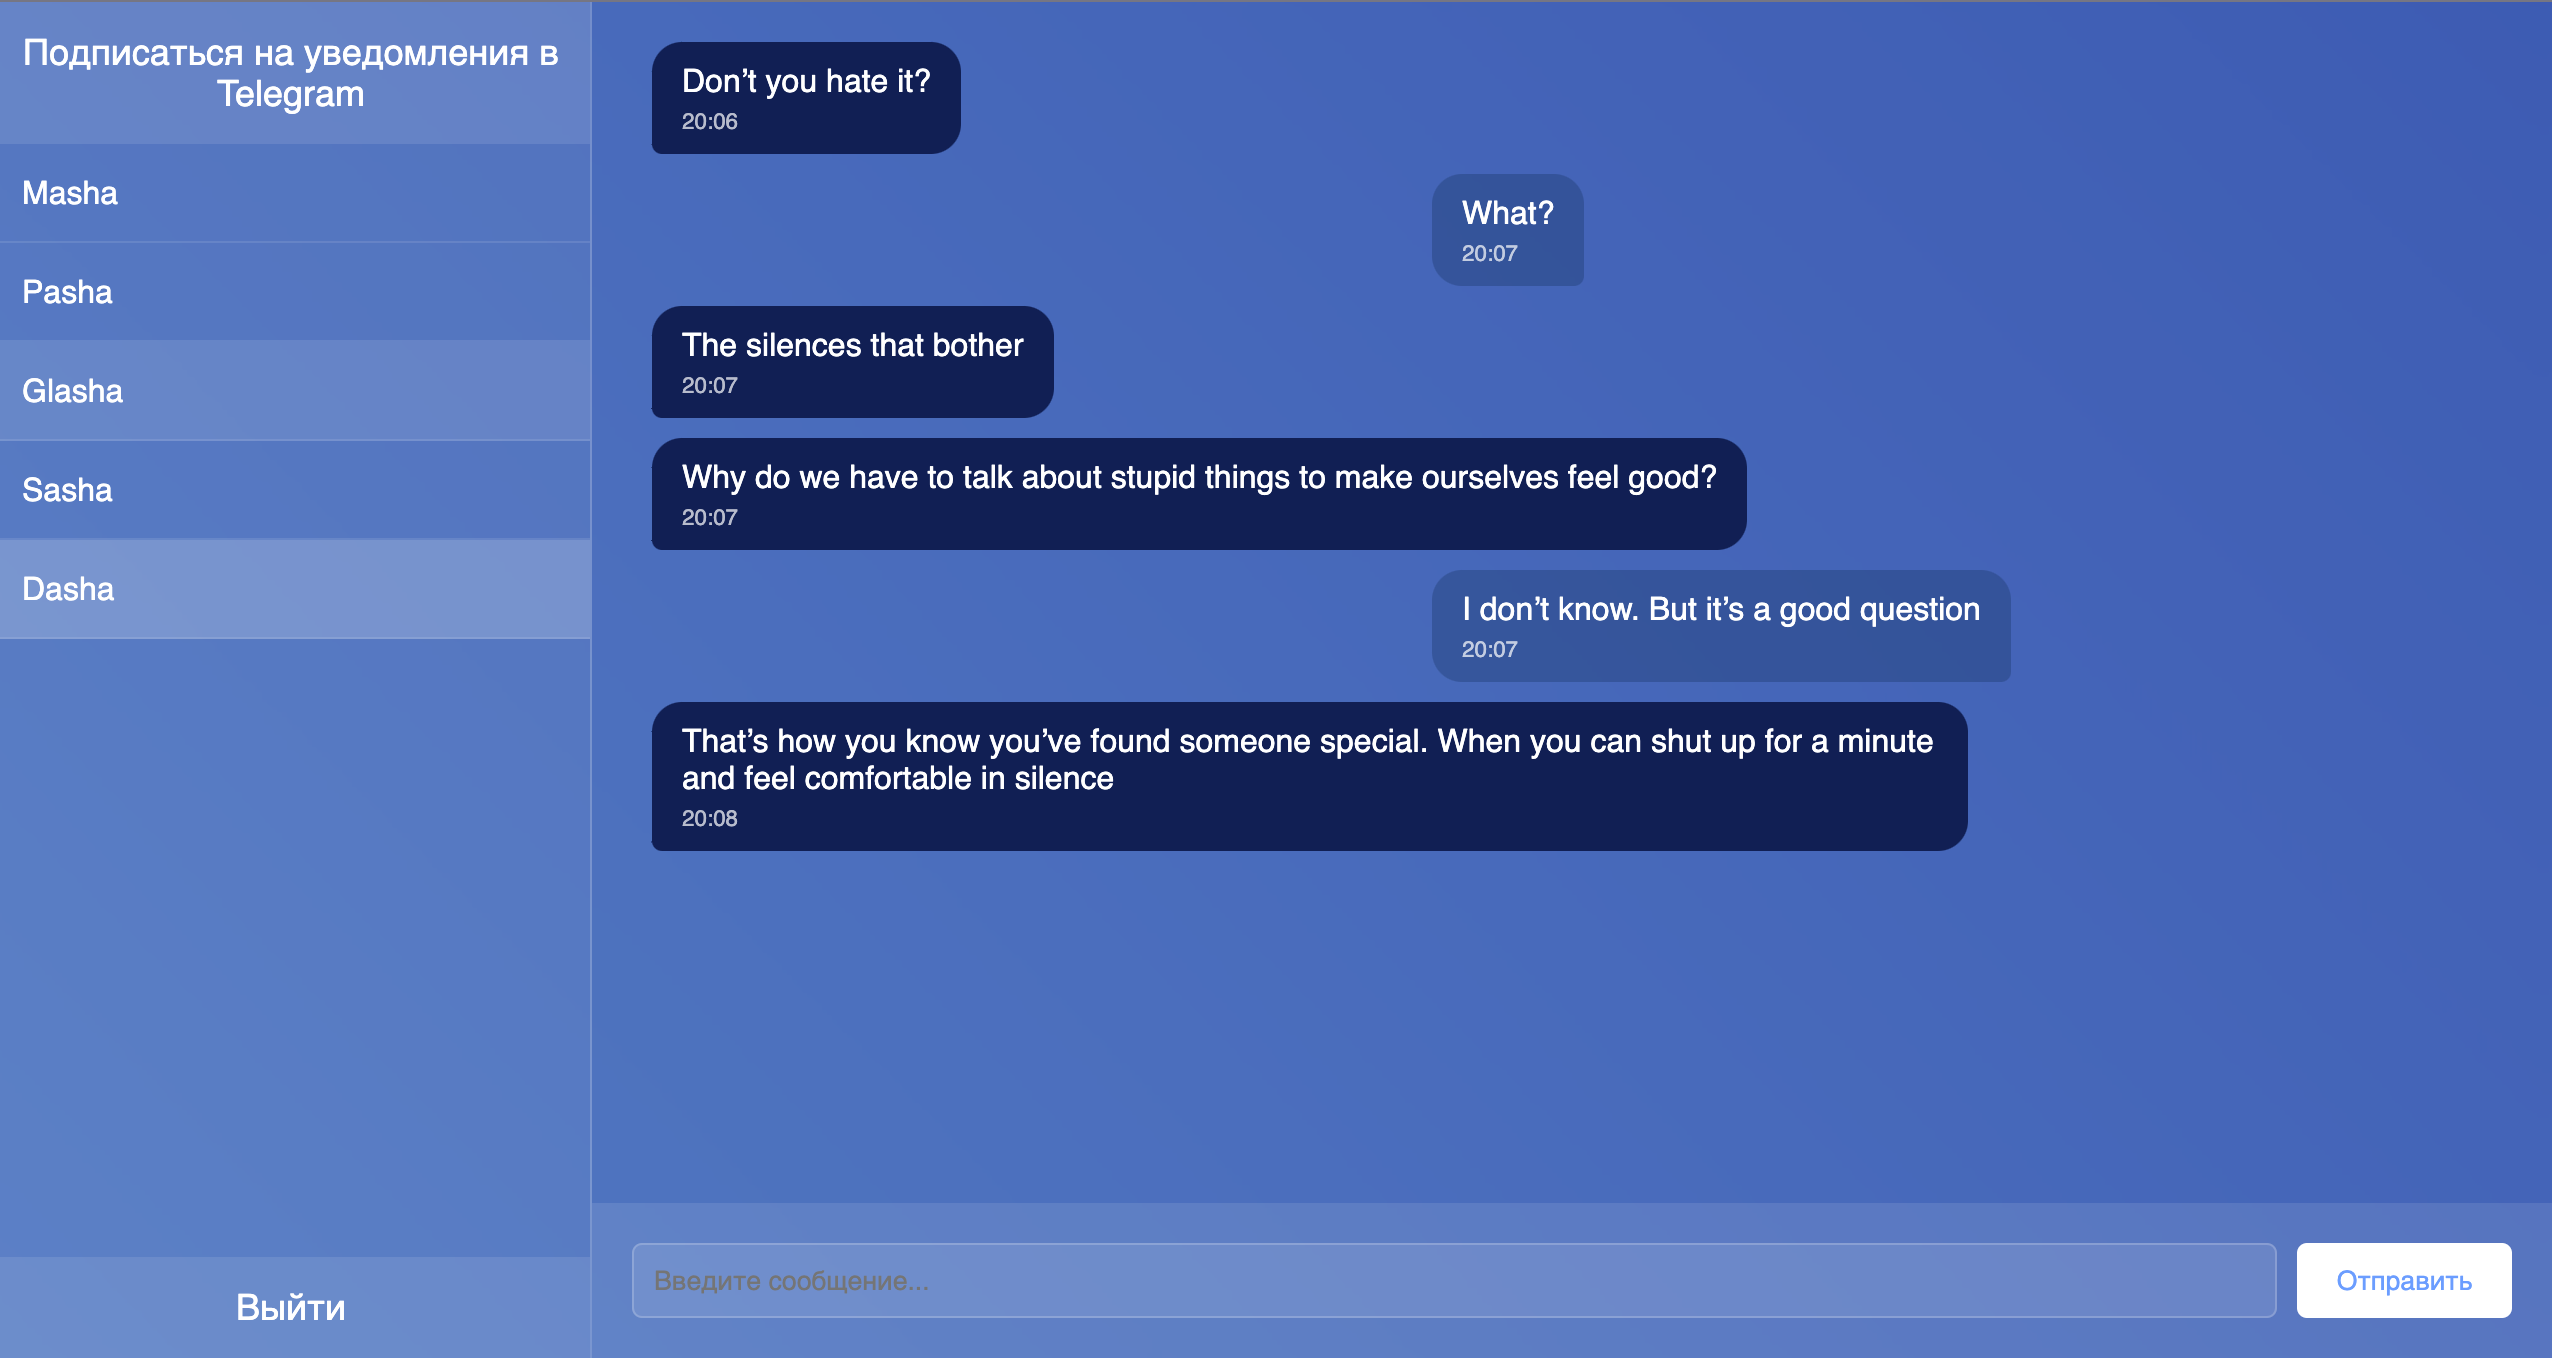 Подписаться на уведомления в
Telegram
Masha
Pasha
Glasha
Sasha
Dasha
Выйти
Don’t you hate it?
20:06
What?
20:07
The silences that bother
20:07
Why do we have to talk about stupid things to make ourselves feel good?
20:07
I don’t know. But it’s a good question
20:07
That’s how you know you’ve found someone special. When you can shut up for a minute
and feel comfortable in silence
20:08
Введите сообщение...
Отправить